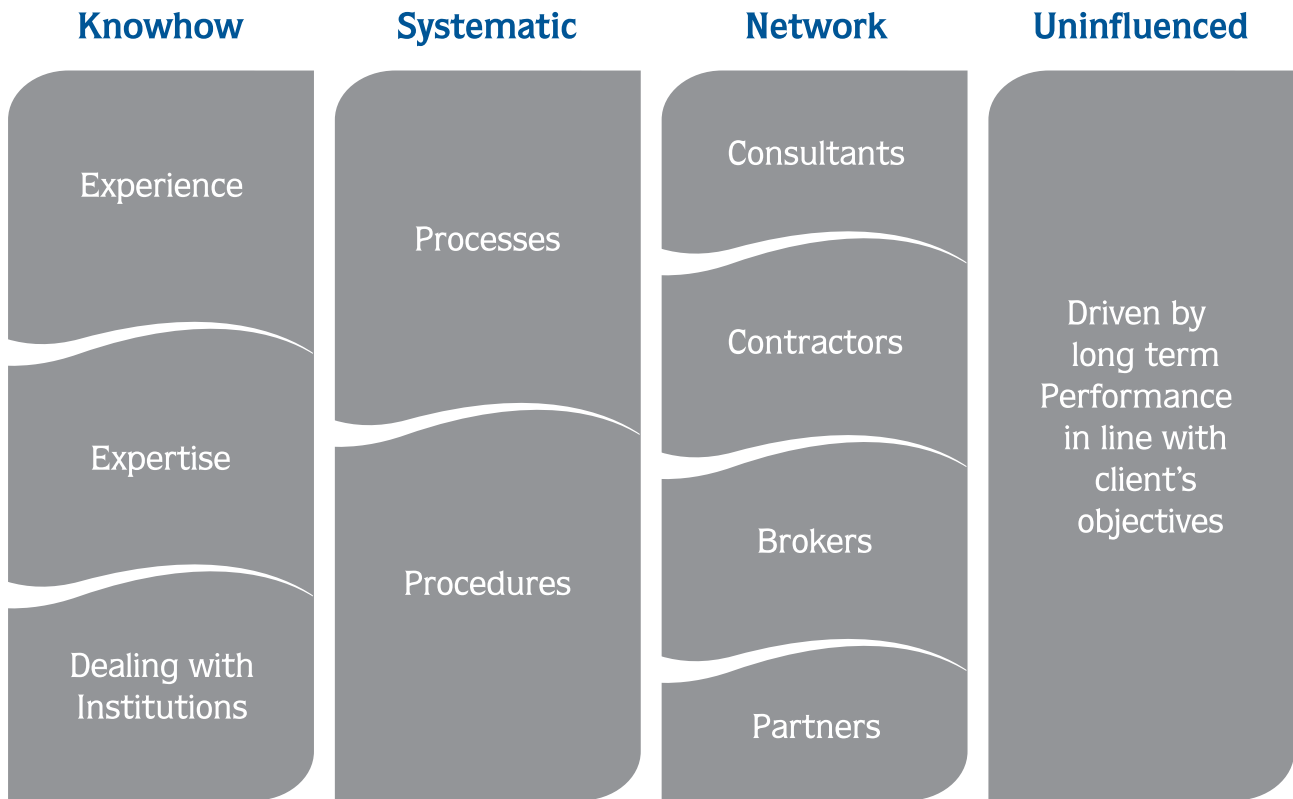 Knowhow
Experience
Expertise
Dealing with
Institutions
Systematic
Processes
Procedures
Network
Consultants
Contractors
Brokers
Partners
Uninfluenced
Driven by
long term
Performance
in line with
client’s
objectives